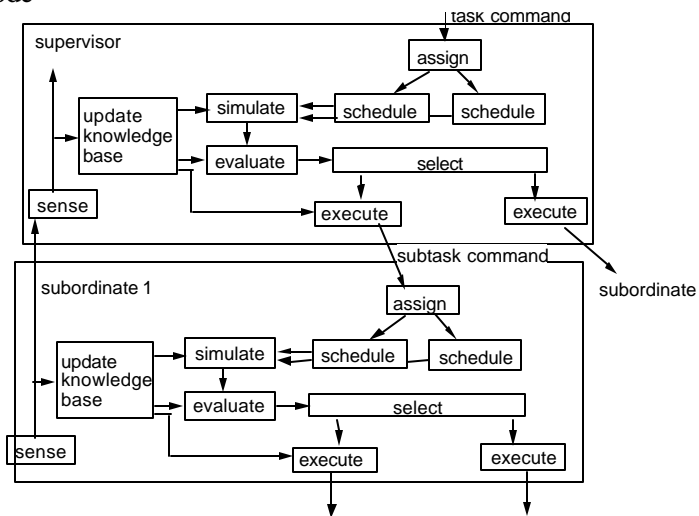 task command
supervisor
assign
update
knowledge
base
simulate
schedule
schedule
evaluate
select
sense
execute
execute
subtask command
subordinate 1
subordinate
assign
update
knowledge
base
simulate
schedule
schedule
evaluate
select
sense
execute
execute